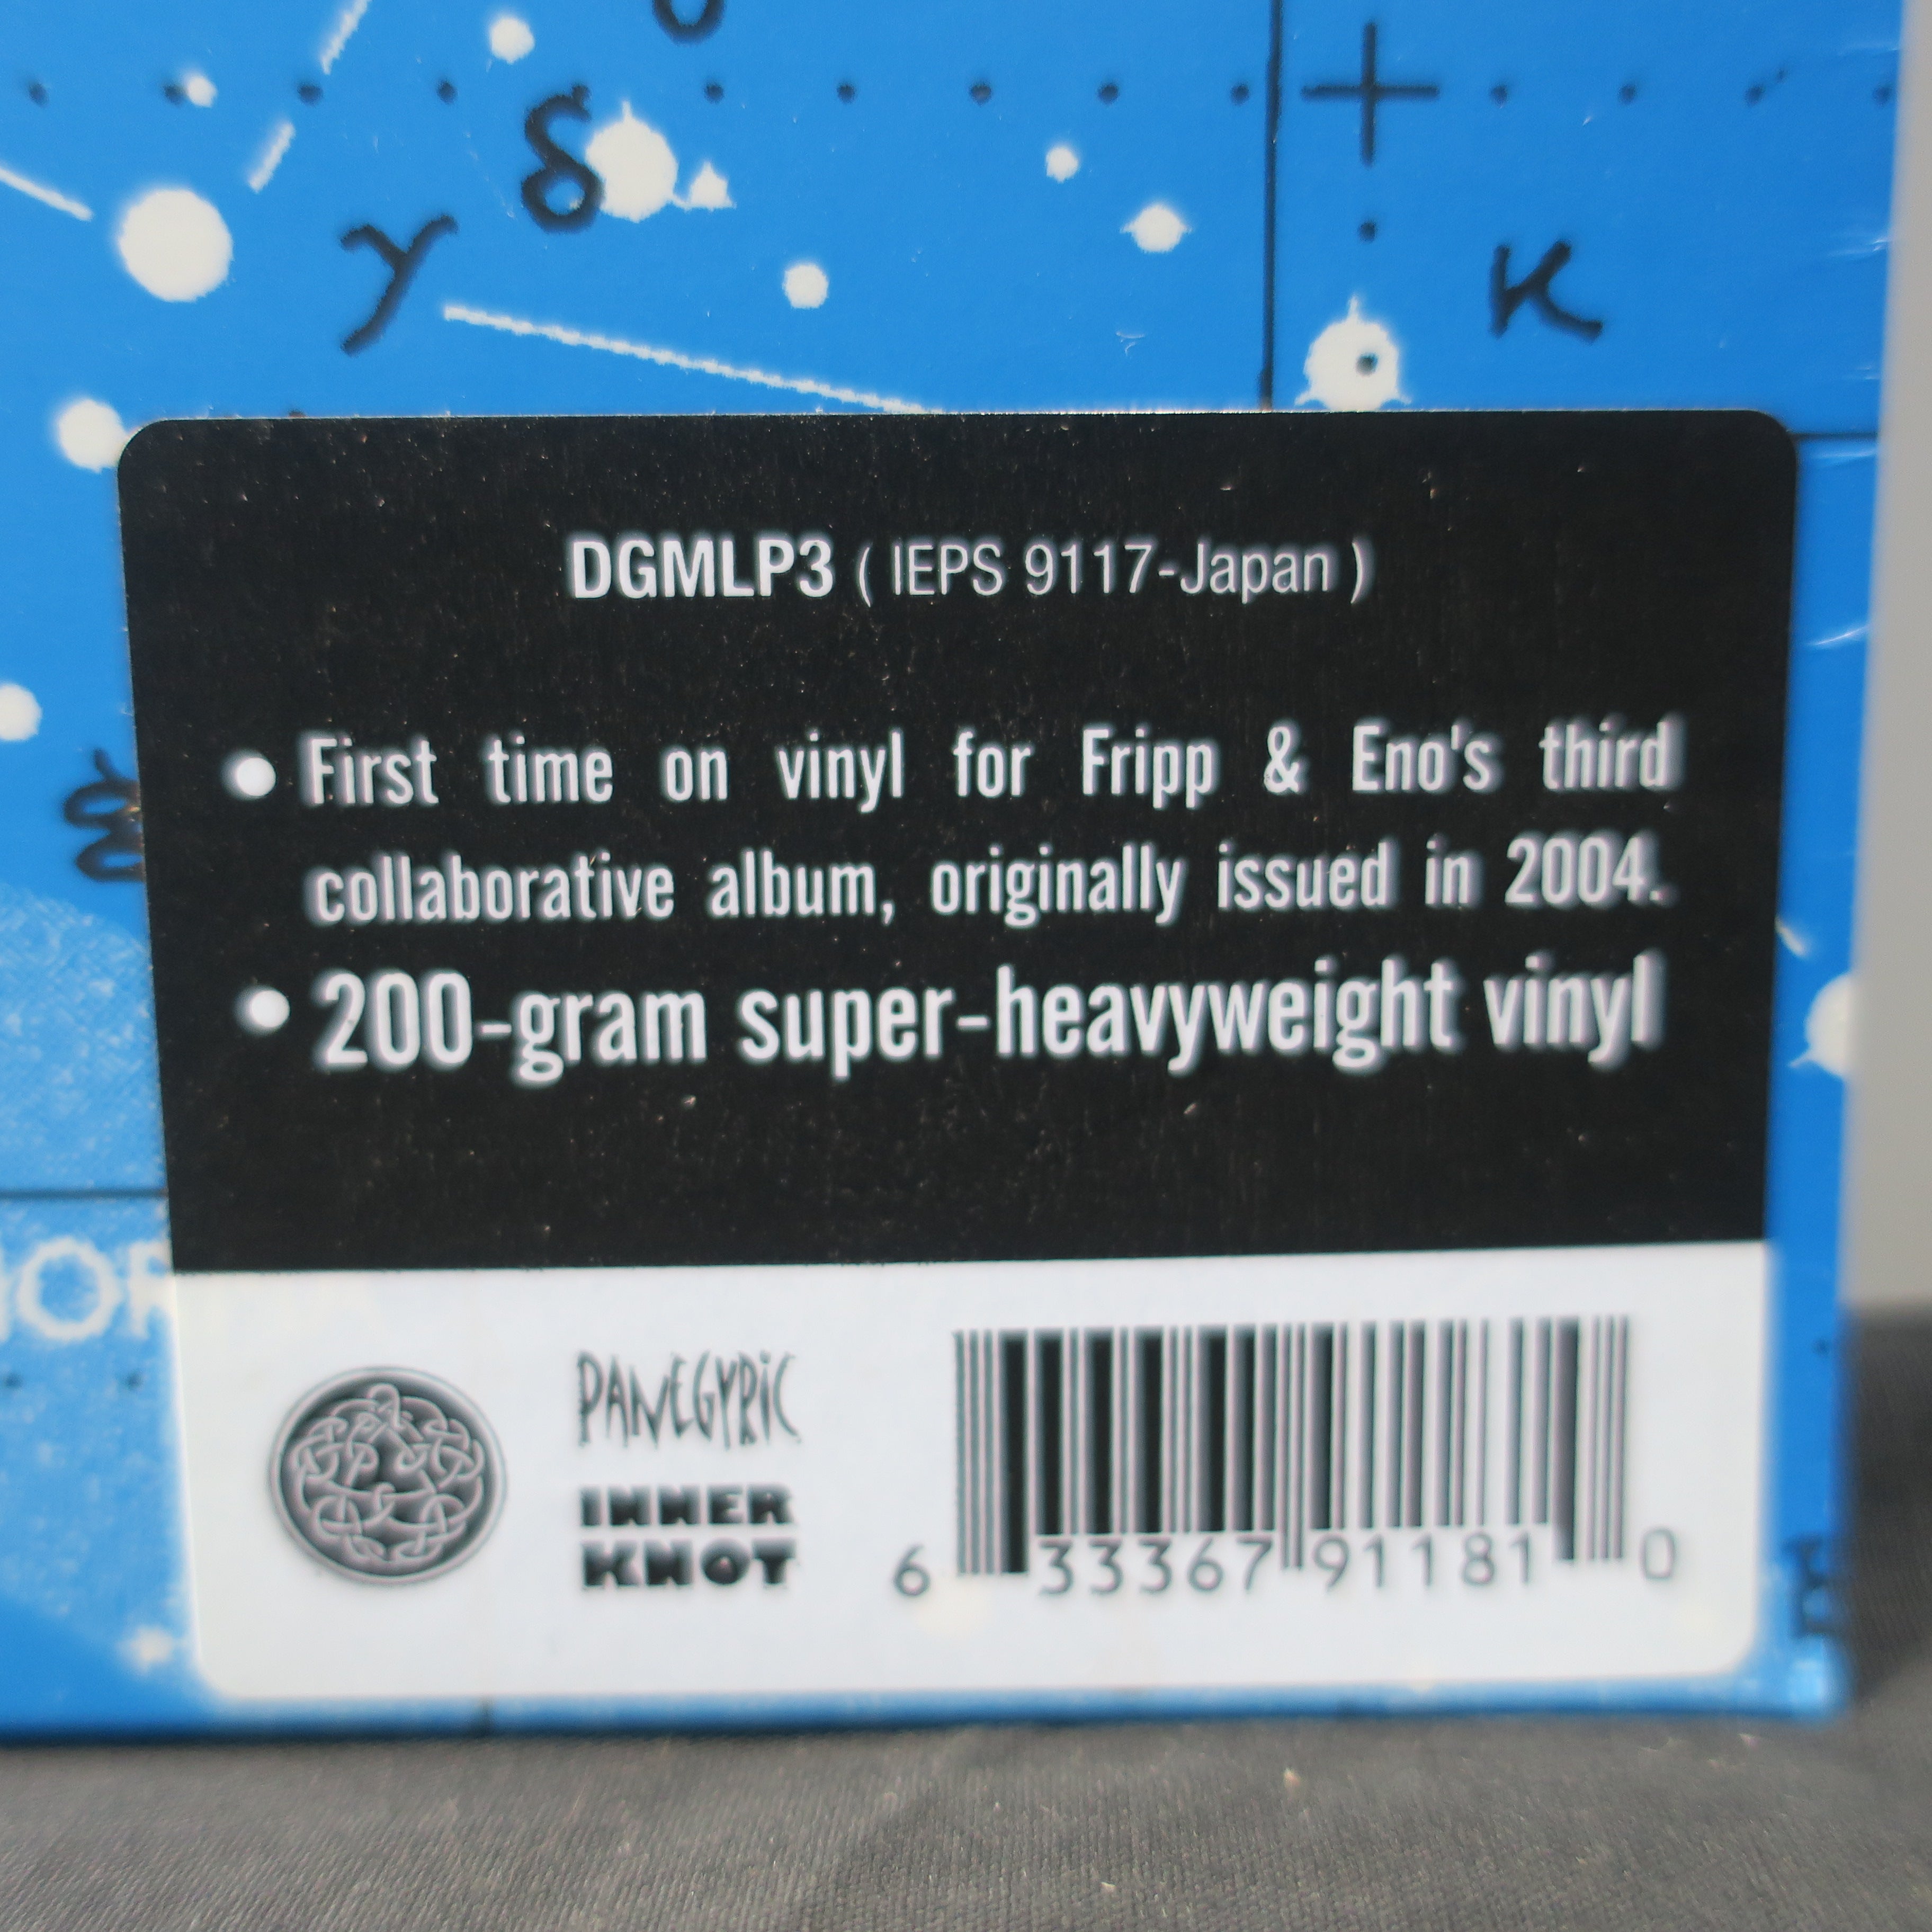 δ
γ
κ
DGMLP3 ( IEPS 9117-Japan )
• First time on vinyl for Fripp & Eno's third
collaborative album, originally issued in 2004.
• 200-gram super-heavyweight vinyl
PANEGYRiC
INNER
KNOT
6 33367 91181 0